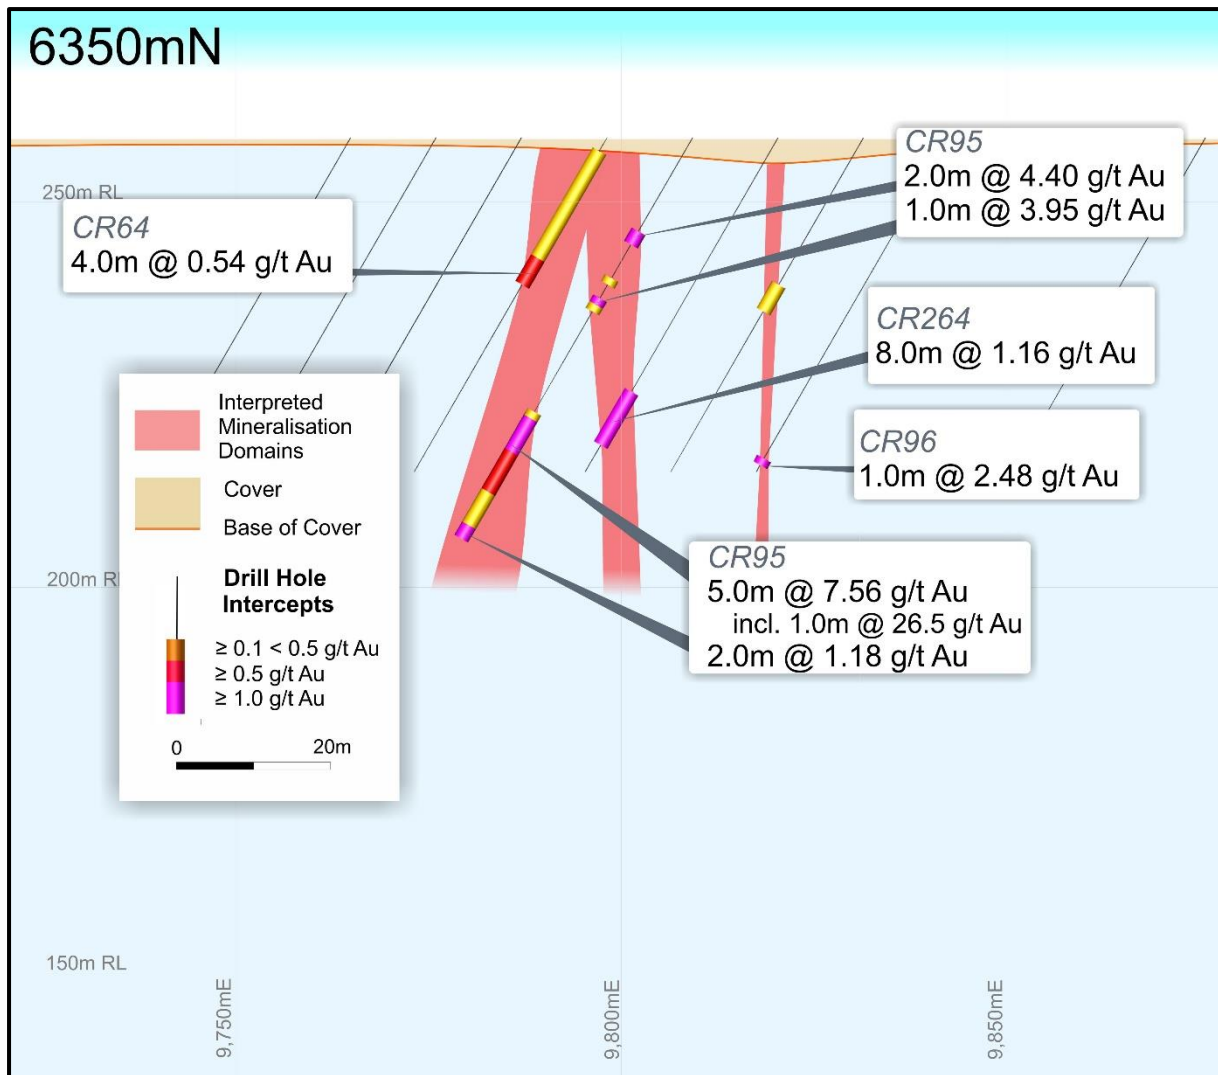 6350mN
250m RL
CR64
4.0m @ 0.54 g/t Au
CR95
2.0m @ 4.40 g/t Au
1.0m @ 3.95 g/t Au
CR264
8.0m @ 1.16 g/t Au
CR96
1.0m @ 2.48 g/t Au
CR95
5.0m @ 7.56 g/t Au
incl. 1.0m @ 26.5 g/t Au
2.0m @ 1.18 g/t Au
Interpreted
Mineralisation
Domains
Cover
Base of Cover
Drill Hole
Intercepts
≥ 0.1 < 0.5 g/t Au
≥ 0.5 g/t Au
≥ 1.0 g/t Au
0 20m
200m RL
150m RL
9,750mE
9,800mE
9,850mE